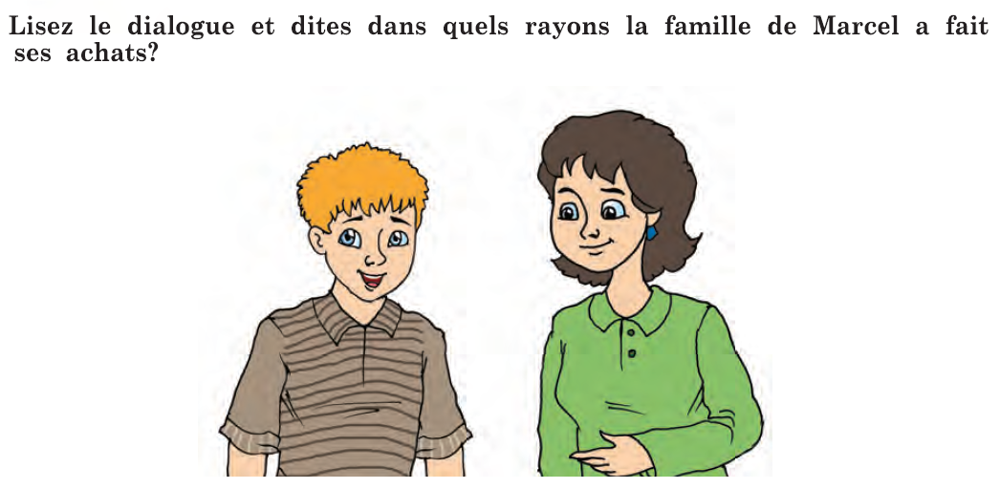 Lisez le dialogue et dites dans quels rayons la famille de Marcel a fait
ses achats?